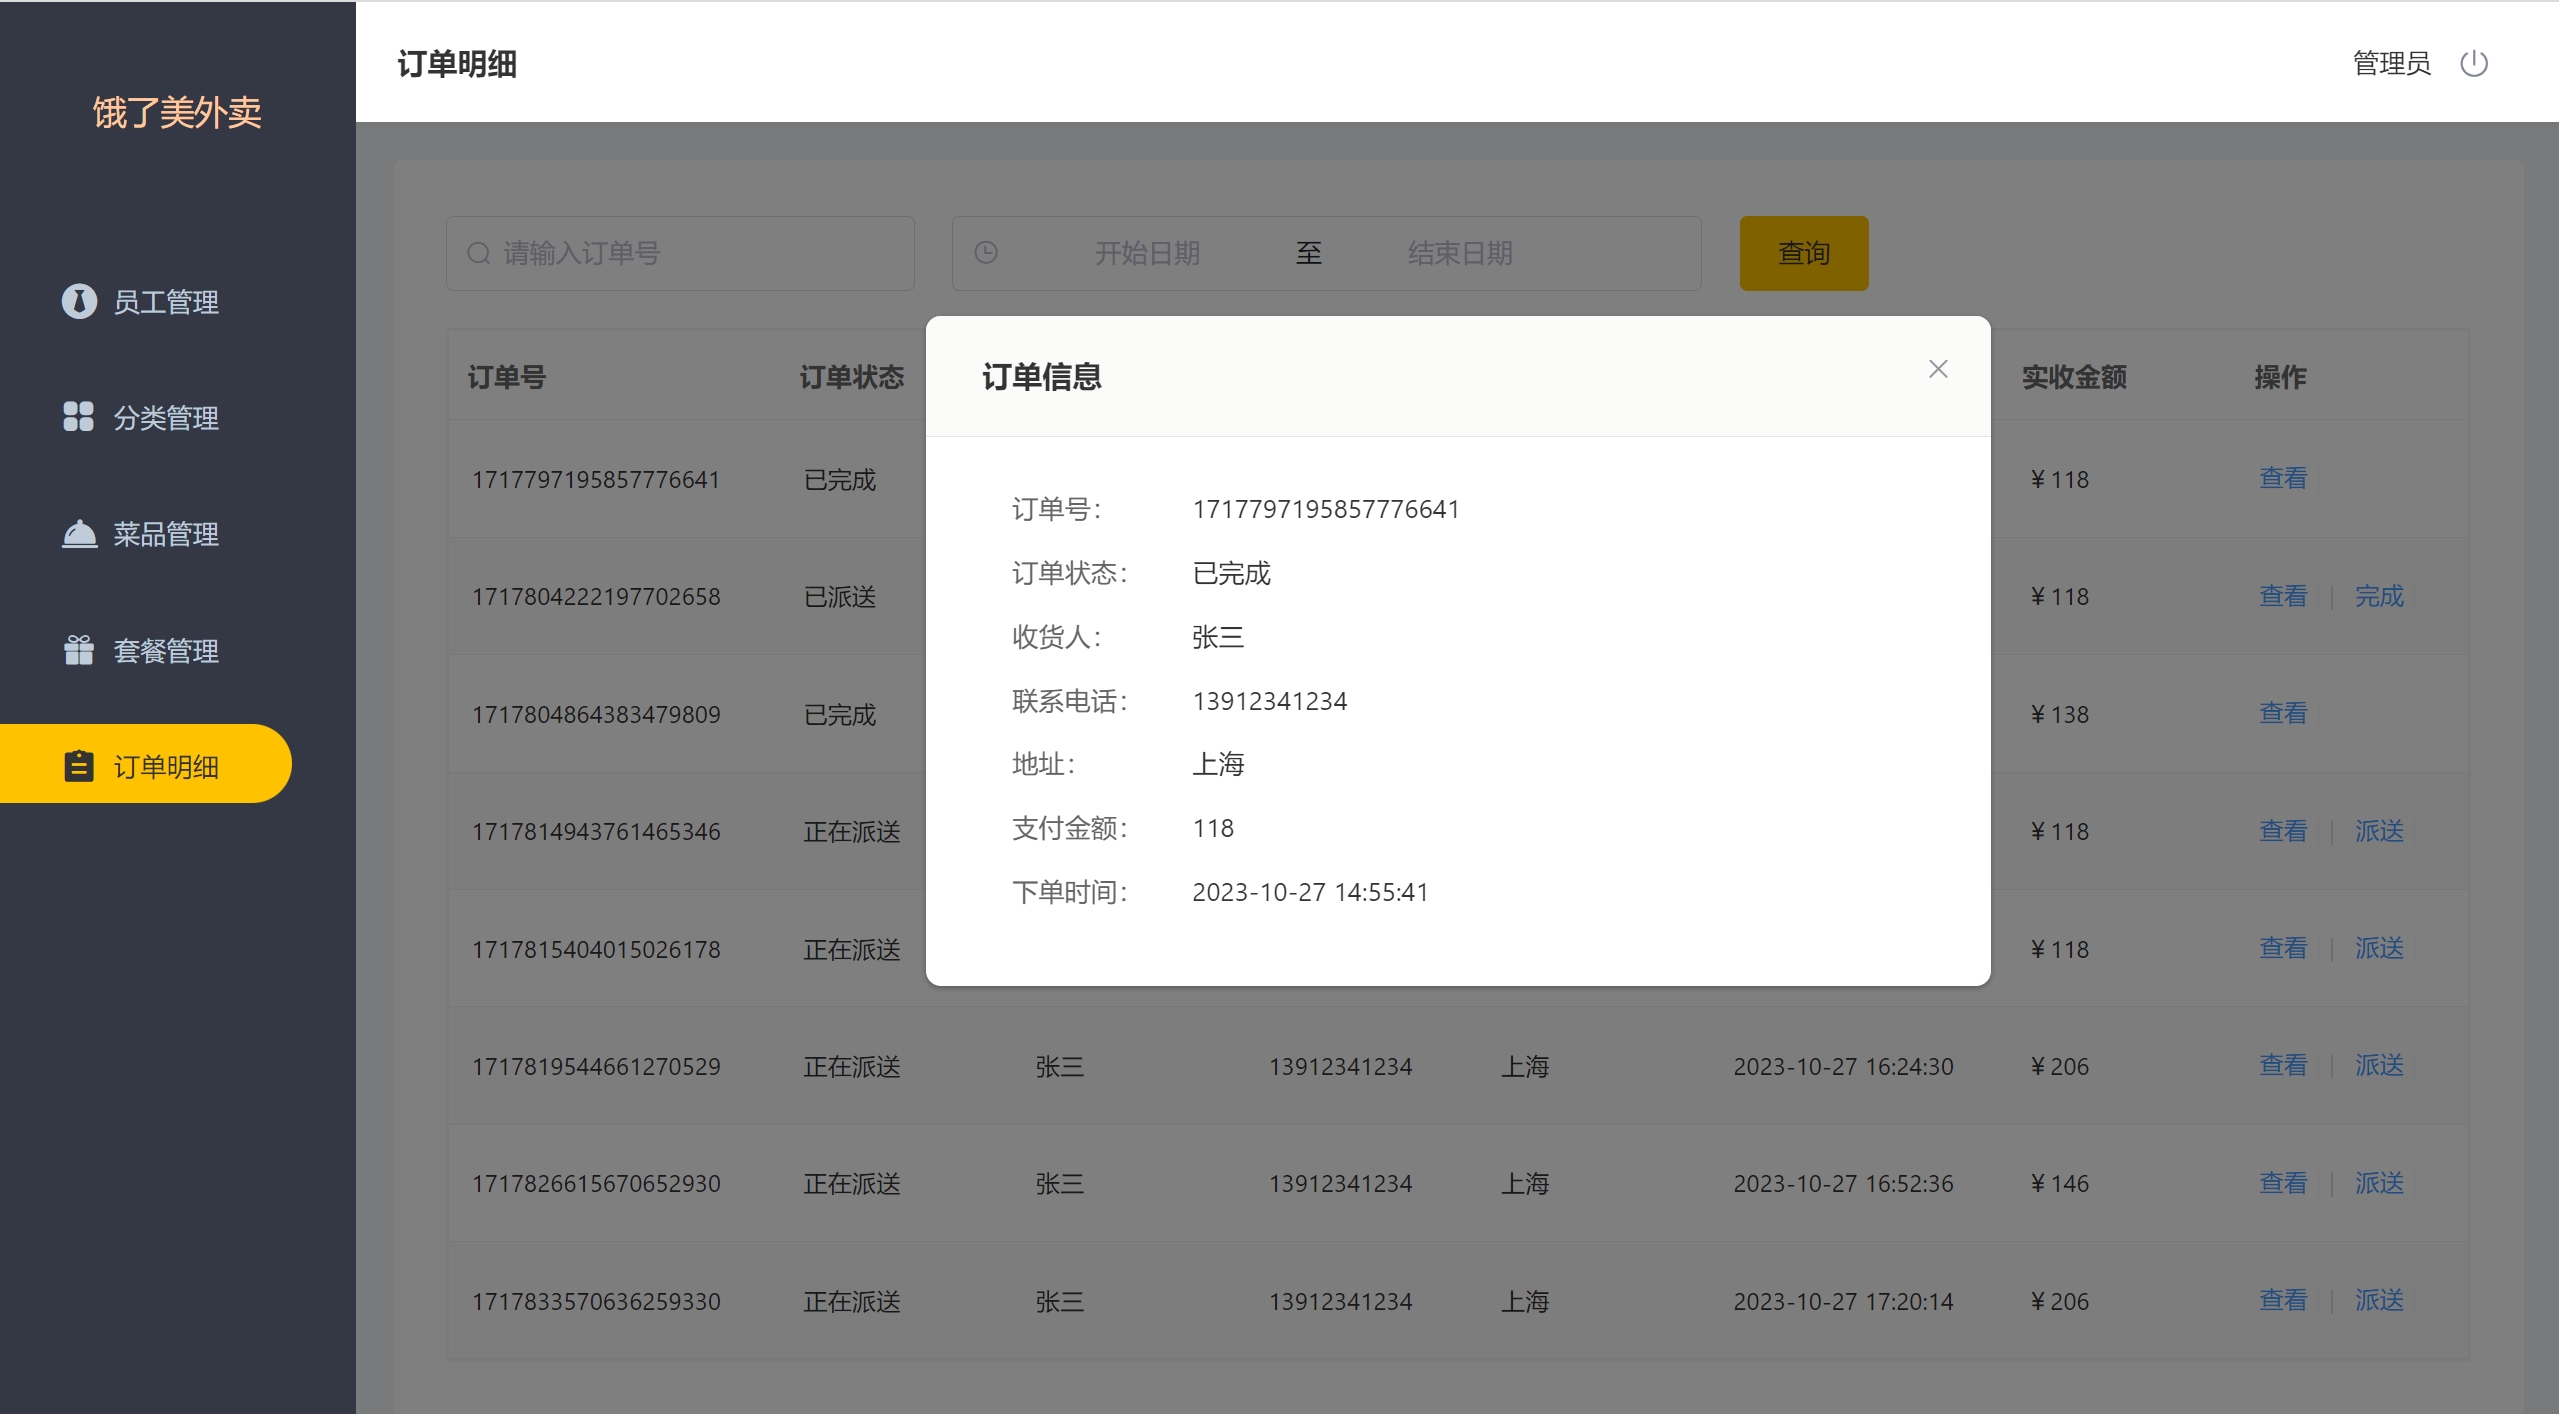 订单明细
管理员
饿了美外卖
员工管理
分类管理
菜品管理
套餐管理
订单明细
请输入订单号 开始日期 至 结束日期 查询
订单号 订单状态 实收金额 操作
1717797195857776641 已完成 ¥ 118 查看
1717804222197702658 已派送 ¥ 118 查看 完成
1717804864383479809 已完成 ¥ 138 查看
1717814943761465346 正在派送 ¥ 118 查看 派送
1717815404015026178 正在派送 ¥ 118 查看 派送
1717819544661270529 正在派送 张三 13912341234 上海 2023-10-27 16:24:30 ¥ 206 查看 派送
1717826615670652930 正在派送 张三 13912341234 上海 2023-10-27 16:52:36 ¥ 146 查看 派送
1717833570636259330 正在派送 张三 13912341234 上海 2023-10-27 17:20:14 ¥ 206 查看 派送
订单信息
订单号： 1717797195857776641
订单状态： 已完成
收货人： 张三
联系电话： 13912341234
地址： 上海
支付金额： 118
下单时间： 2023-10-27 14:55:41